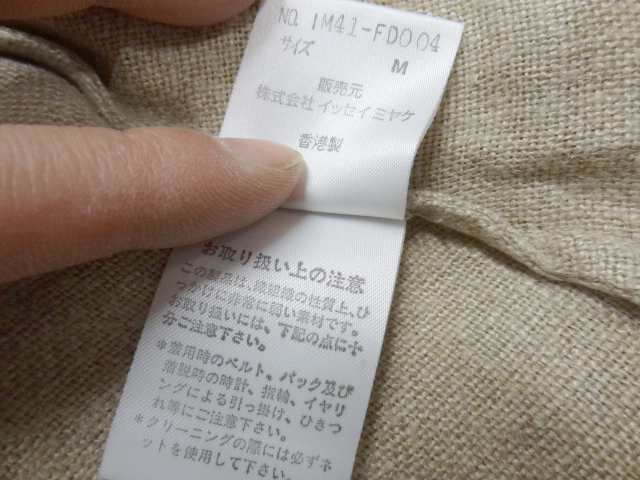 NO. IM41-FD004
サイズ M
販売元
株式会社 イッセイミヤケ
香港製
お取り扱い上の注意
この製品は、織組織の性質上、ひ
っかけに非常に弱い素材です。
お取り扱いには、下記の点に十
分ご注意下さい。
*着用時のベルト、バック及び
着脱時の時計、指輪、イヤリ
ングによる引っ掛け、ひきつ
れ等にご注意下さい。
*クリーニングの際には必ずネ
ットを使用して下さい。